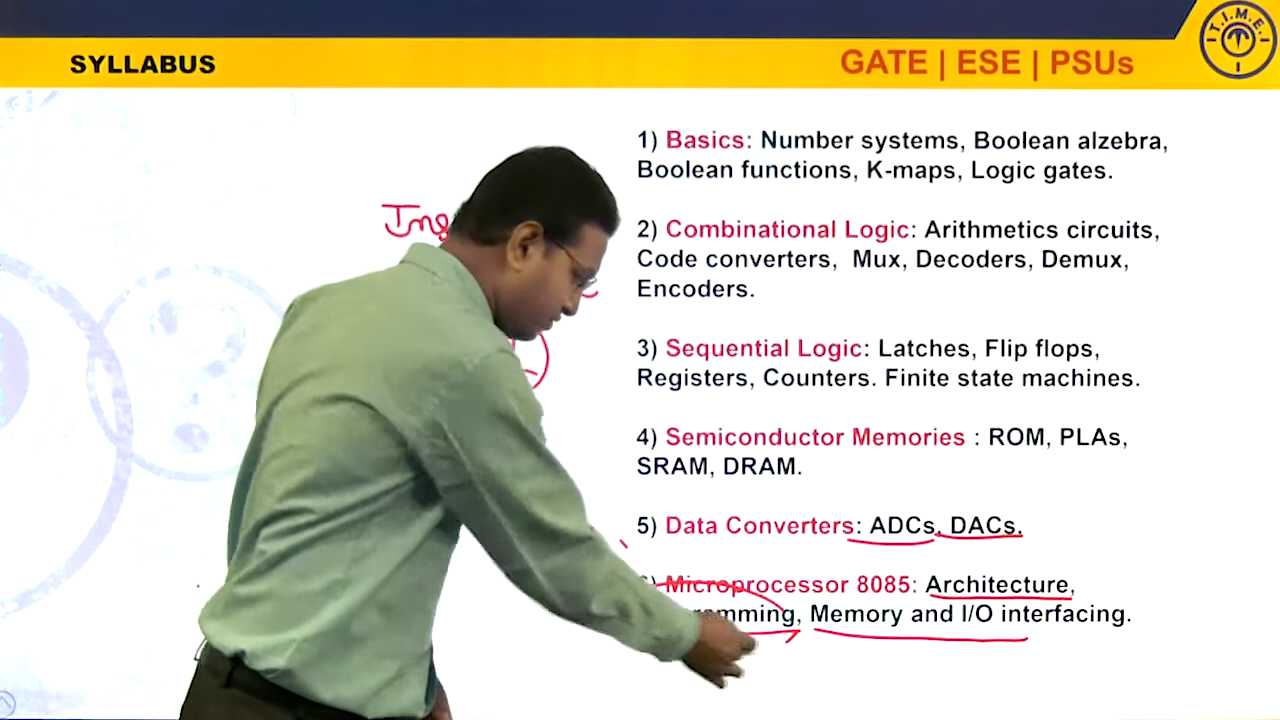 SYLLABUS
GATE | ESE | PSUs
T.I.M.E.
1) Basics: Number systems, Boolean alzebra,
Boolean functions, K-maps, Logic gates.
2) Combinational Logic: Arithmetics circuits,
Code converters, Mux, Decoders, Demux,
Encoders.
3) Sequential Logic: Latches, Flip flops,
Registers, Counters. Finite state machines.
4) Semiconductor Memories : ROM, PLAs,
SRAM, DRAM.
5) Data Converters: ADCs, DACs.
Microprocessor 8085: Architecture,
Memory and I/O interfacing.